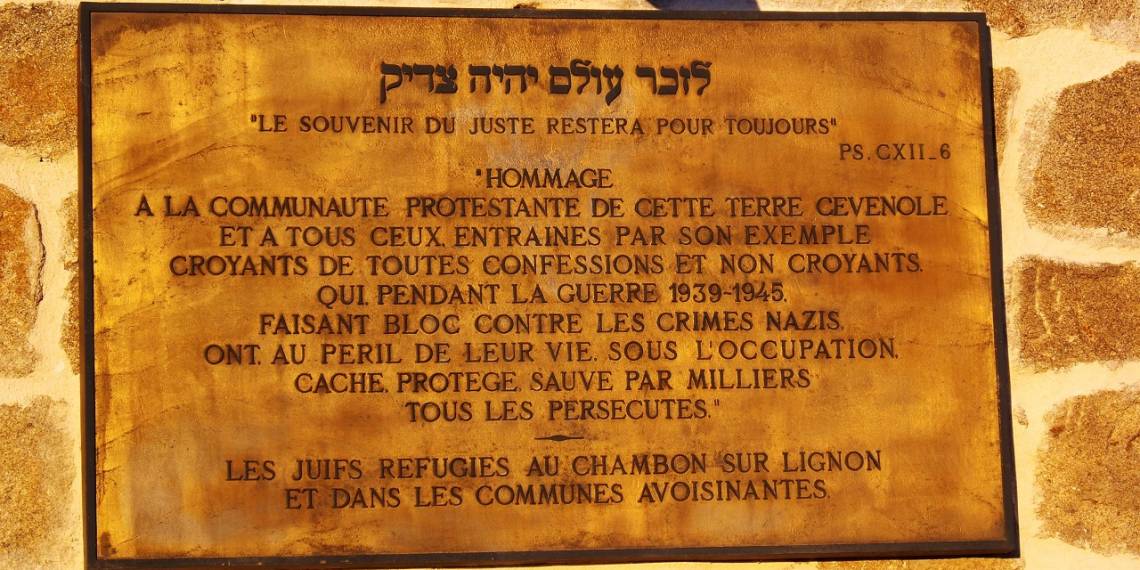 לזכר עולם יהיה צדיק
"LE SOUVENIR DU JUSTE RESTERA POUR TOUJOURS"
PS. CXII_6
"HOMMAGE
A LA COMMUNAUTE PROTESTANTE DE CETTE TERRE CEVENOLE
ET A TOUS CEUX, ENTRAINES PAR SON EXEMPLE
CROYANTS DE TOUTES CONFESSIONS ET NON CROYANTS,
QUI, PENDANT LA GUERRE 1939-1945,
FAISANT BLOC CONTRE LES CRIMES NAZIS,
ONT, AU PERIL DE LEUR VIE, SOUS L'OCCUPATION,
CACHE, PROTEGE, SAUVE PAR MILLIERS
TOUS LES PERSECUTES."
LES JUIFS REFUGIES AU CHAMBON SUR LIGNON
ET DANS LES COMMUNES AVOISINANTES.